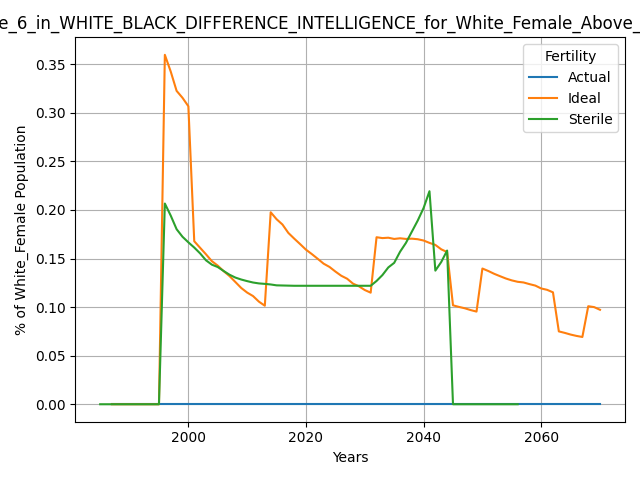 e_6_in_WHITE_BLACK_DIFFERENCE_INTELLIGENCE_for_White_Female_Above_
Fertility
Actual
Ideal
Sterile
% of White_Female Population
0.35
0.30
0.25
0.20
0.15
0.10
0.05
0.00
2000 2020 2040 2060
Years